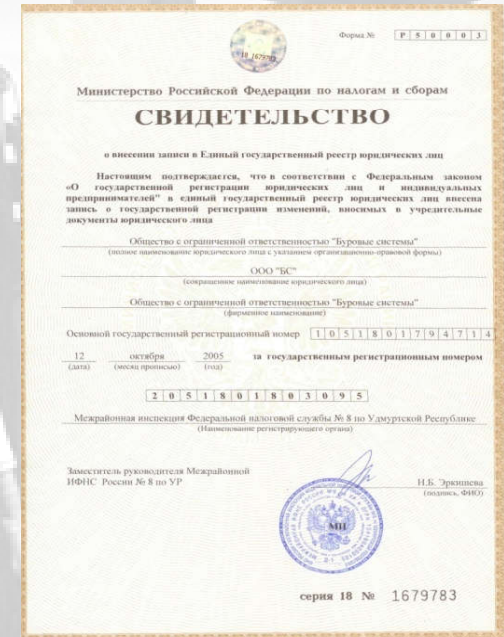 18 1679783
Форма № Р 5 0 0 0 3
Министерство Российской Федерации по налогам и сборам
СВИДЕТЕЛЬСТВО
о внесении записи в Единый государственный реестр юридических лиц
Настоящим подтверждается, что в соответствии с Федеральным законом
«О государственной регистрации юридических лиц и индивидуальных
предпринимателей" в единый государственный реестр юридических лиц внесена
запись о государственной регистрации изменений, вносимых в учредительные
документы юридического лица
Общество с ограниченной ответственностью "Буровые системы"
(полное наименование юридического лица с указанием организационно-правовой формы)
ООО "БС"
(сокращенное наименование юридического лица)
Общество с ограниченной ответственностью "Буровые системы"
(фирменное наименование)
Основной государственный регистрационный номер 1 0 5 1 8 0 1 7 9 4 7 1 4
12 октября 2005 за государственным регистрационным номером
(дата) (месяц прописью) (год)
2 0 5 1 8 0 1 8 0 3 0 9 5
Межрайонная инспекция Федеральной налоговой службы № 8 по Удмуртской Республике
(Наименование регистрирующего органа)
Заместитель руководителя Межрайонной
ИФНС России № 8 по УР
Н.Б. Эркишева
(подпись, ФИО)
МП
серия 18 № 1679783